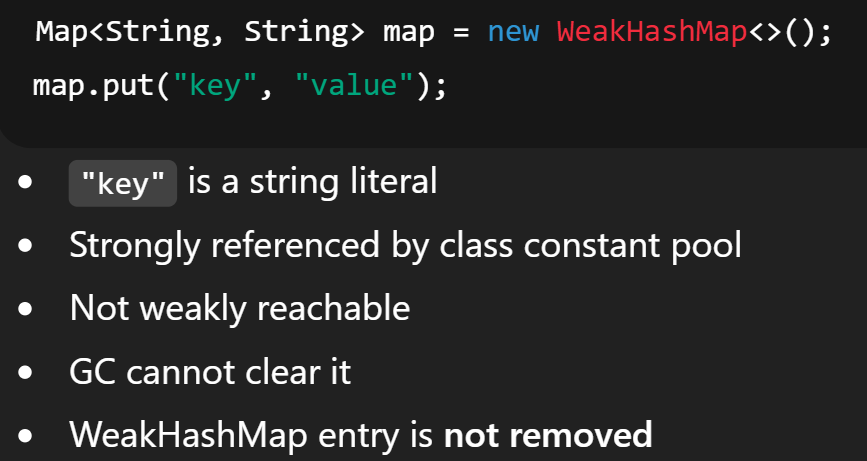 Map<String, String> map = new WeakHashMap<>();
map.put("key", "value");
• "key" is a string literal
• Strongly referenced by class constant pool
• Not weakly reachable
• GC cannot clear it
• WeakHashMap entry is not removed